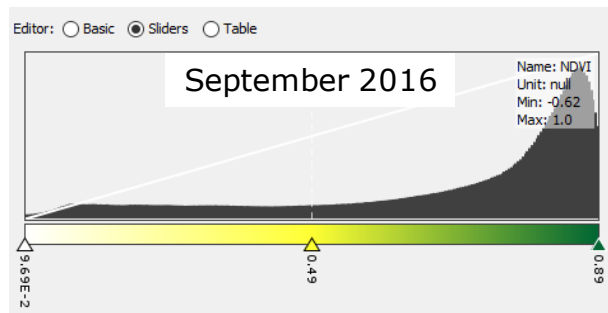 Editor: Basic Sliders Table
September 2016
Name: NDVI
Unit: null
Min: -0.62
Max: 1.0
9.69E-2
0.49
0.89